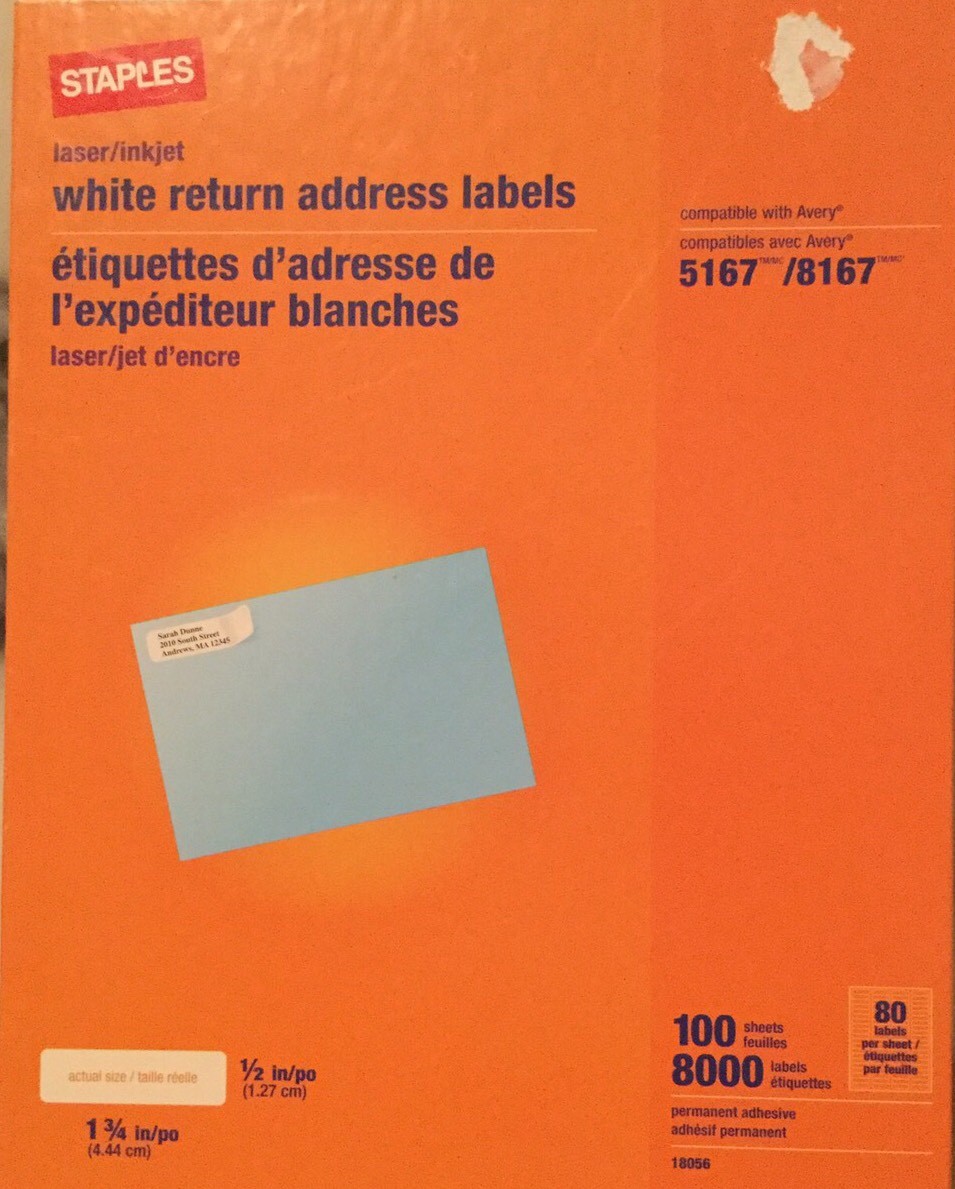 STAPLES
laser/inkjet
white return address labels
étiquettes d'adresse de
l'expéditeur blanches
laser/jet d'encre
compatible with Avery®
compatibles avec Avery®
5167™/MC/8167™/MC
Sarah Dunne
2010 South Street
Andrews, MA 12345
actual size / taille réelle
½ in/po
(1.27 cm)
1 ¾ in/po
(4.44 cm)
100 sheets
feuilles
8000 labels
étiquettes
80
labels
per sheet /
étiquettes
par feuille
permanent adhesive
adhésif permanent
18056